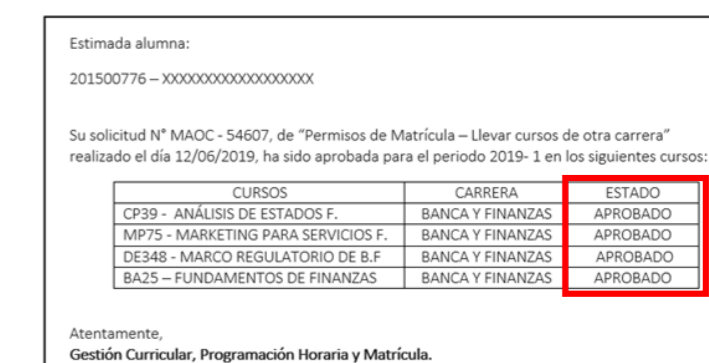 Estimada alumna:
201500776 – XXXXXXXXXXXXXXXXXXX
Su solicitud N° MAOC - 54607, de “Permisos de Matrícula – Llevar cursos de otra carrera”
realizado el día 12/06/2019, ha sido aprobada para el periodo 2019- 1 en los siguientes cursos:
CURSOS CARRERA ESTADO
CP39 - ANÁLISIS DE ESTADOS F. BANCA Y FINANZAS APROBADO
MP75 - MARKETING PARA SERVICIOS F. BANCA Y FINANZAS APROBADO
DE348 - MARCO REGULATORIO DE B.F BANCA Y FINANZAS APROBADO
BA25 – FUNDAMENTOS DE FINANZAS BANCA Y FINANZAS APROBADO
Atentamente,
Gestión Curricular, Programación Horaria y Matrícula.